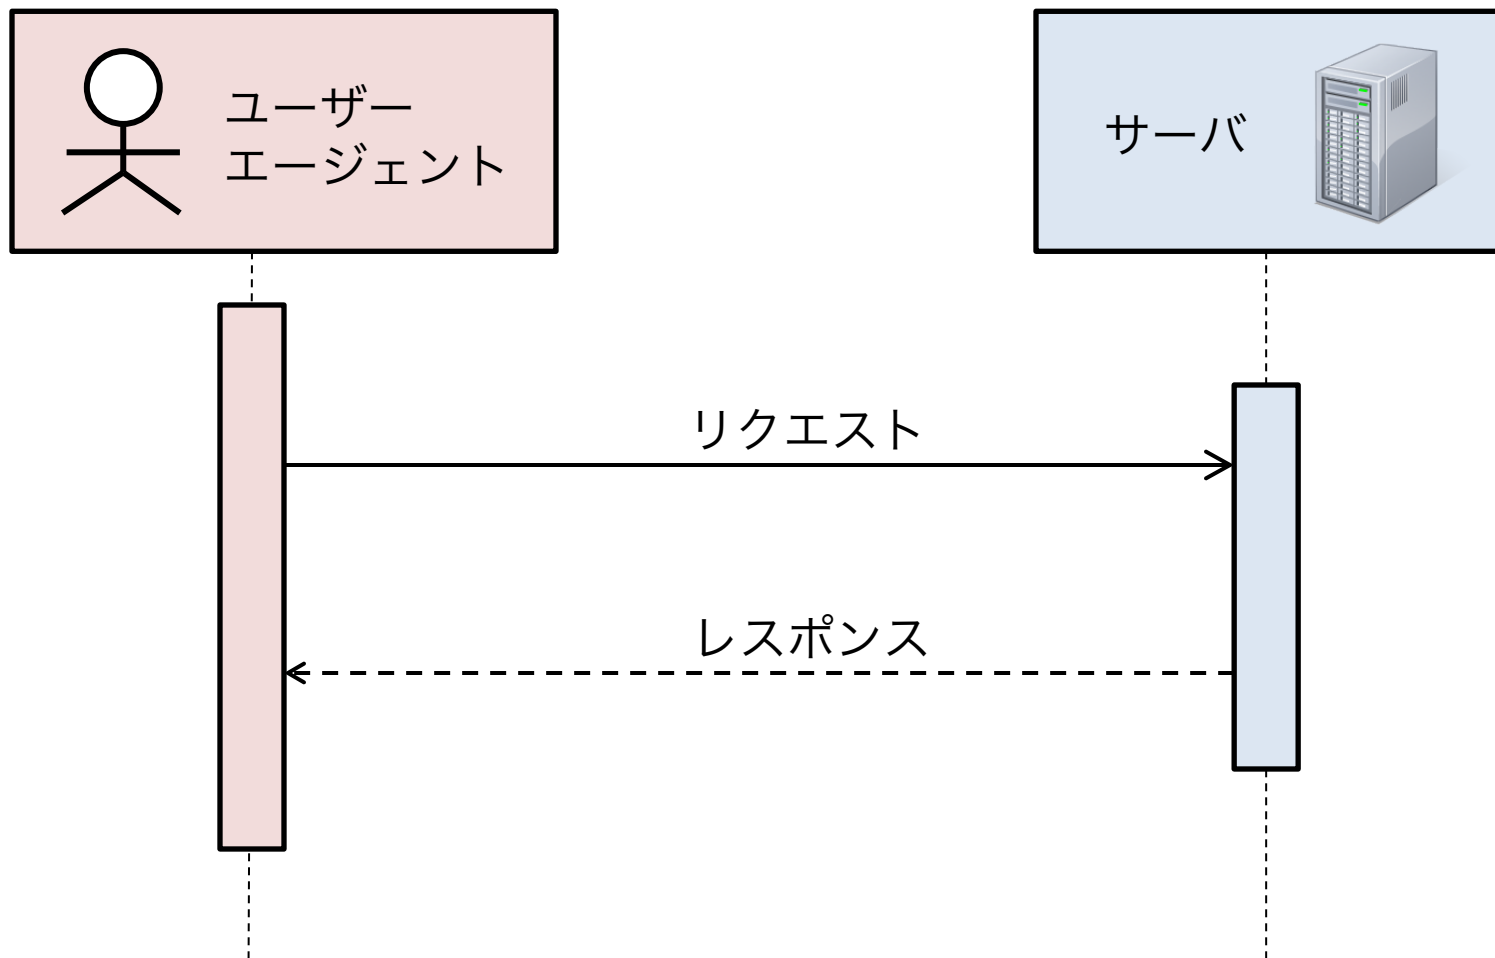 ユーザー
エージェント
サーバ
リクエスト
レスポンス